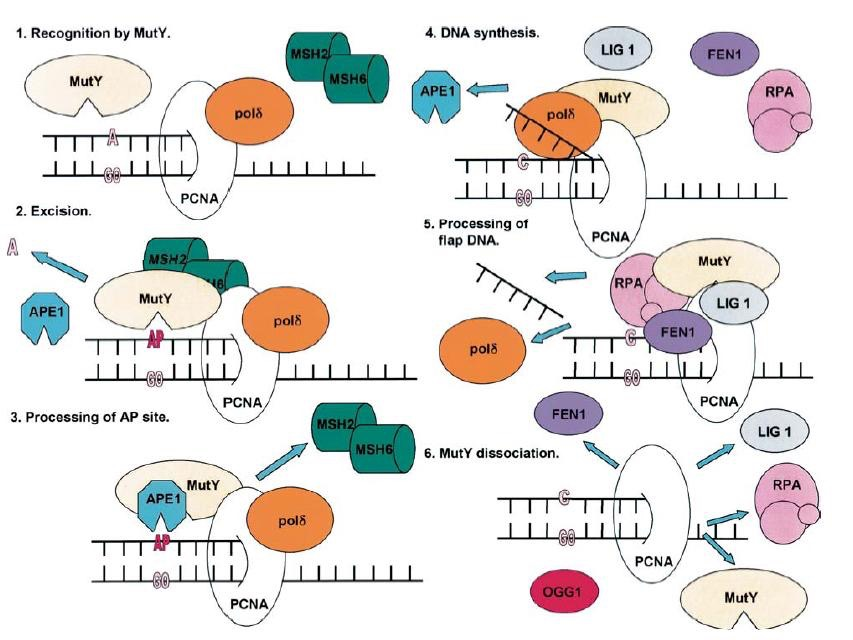 1. Recognition by MutY.
MutY
MSH2
MSH6
polδ
A
GO
PCNA
2. Excision.
A
MSH2
H6
MutY
APE1
polδ
AP
GO
PCNA
3. Processing of AP site.
MSH2
MSH6
MutY
APE1
polδ
AP
GO
PCNA
4. DNA synthesis.
LIG 1
FEN1
APE1
MutY
RPA
polδ
C
GO
PCNA
5. Processing of
flap DNA.
MutY
RPA
LIG 1
FEN1
polδ
C
GO
PCNA
FEN1
LIG 1
6. MutY dissociation.
RPA
C
GO
PCNA
OGG1
MutY